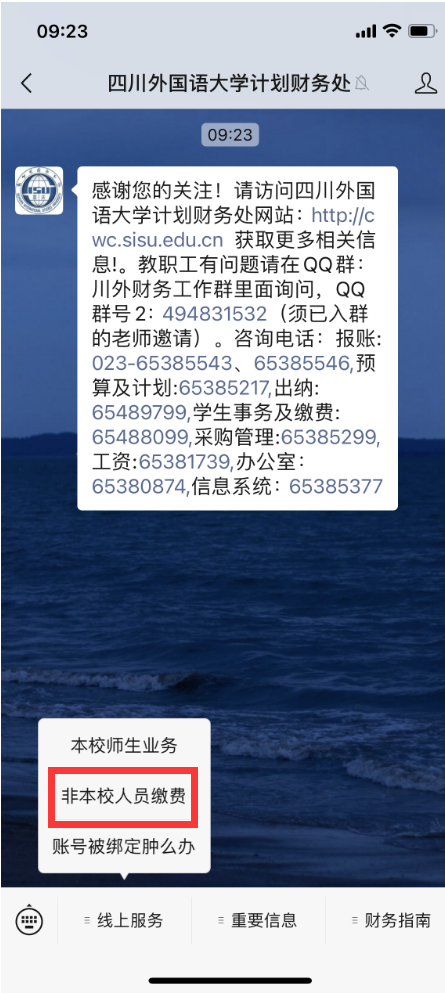 09:23
四川外国语大学计划财务处
09:23
感谢您的关注！请访问四川外国
语大学计划财务处网站：http://c
wc.sisu.edu.cn 获取更多相关信
息!。教职工有问题请在QQ群：
川外财务工作群里面询问，QQ
群号2：494831532（须已入群
的老师邀请）。咨询电话：报账:
023-65385543、65385546,预
算及计划:65385217,出纳:
65489799,学生事务及缴费:
65488099,采购管理:65385299,
工资:65381739,办公室：
65380874,信息系统：65385377
本校师生业务
非本校人员缴费
账号被绑定肿么办
线上服务
重要信息
财务指南